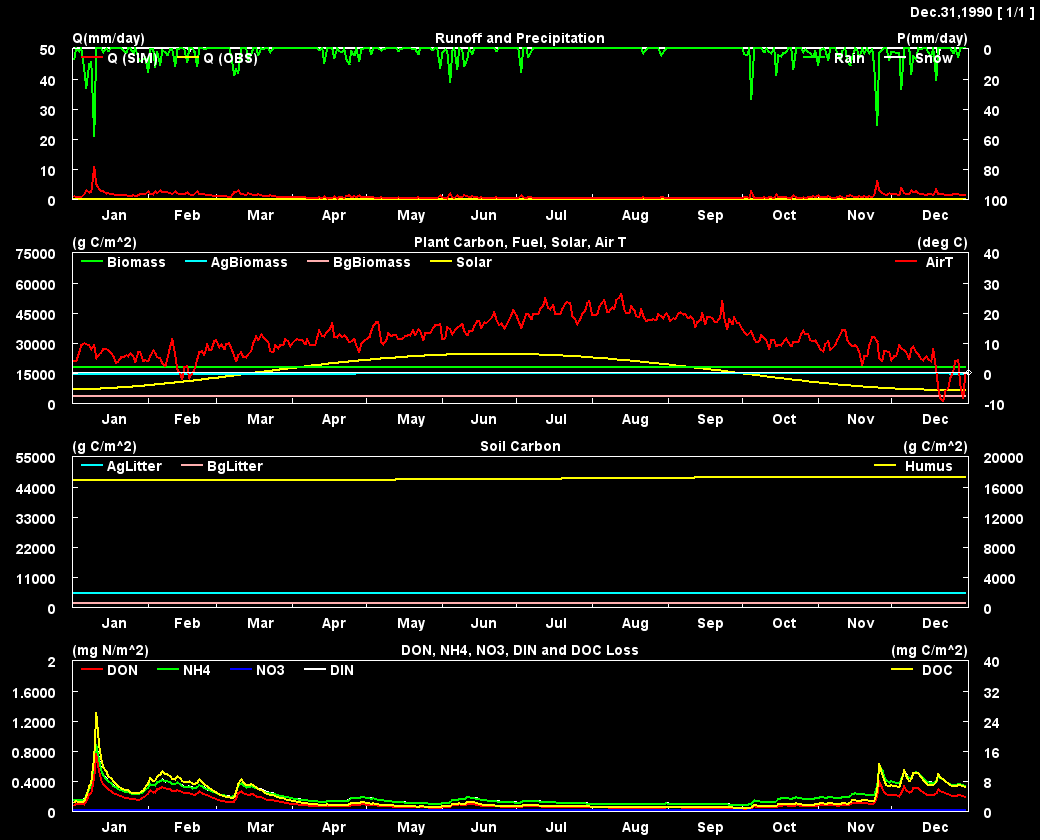 Dec.31,1990 [ 1/1 ]
Q(mm/day) Runoff and Precipitation P(mm/day)
50 0
Q (SIM) Q (OBS) Rain Snow
40 20
30 40
20 60
10 80
0 100
Jan Feb Mar Apr May Jun Jul Aug Sep Oct Nov Dec
(g C/m^2) Plant Carbon, Fuel, Solar, Air T (deg C)
75000 40
Biomass AgBiomass BgBiomass Solar AirT
60000 30
45000 20
30000 10
15000 0
0 -10
Jan Feb Mar Apr May Jun Jul Aug Sep Oct Nov Dec
(g C/m^2) Soil Carbon (g C/m^2)
55000 20000
AgLitter BgLitter Humus
44000 16000
33000 12000
22000 8000
11000 4000
0 0
Jan Feb Mar Apr May Jun Jul Aug Sep Oct Nov Dec
(mg N/m^2) DON, NH4, NO3, DIN and DOC Loss (mg C/m^2)
2 40
DON NH4 NO3 DIN DOC
1.6000 32
1.2000 24
0.8000 16
0.4000 8
0 0
Jan Feb Mar Apr May Jun Jul Aug Sep Oct Nov Dec